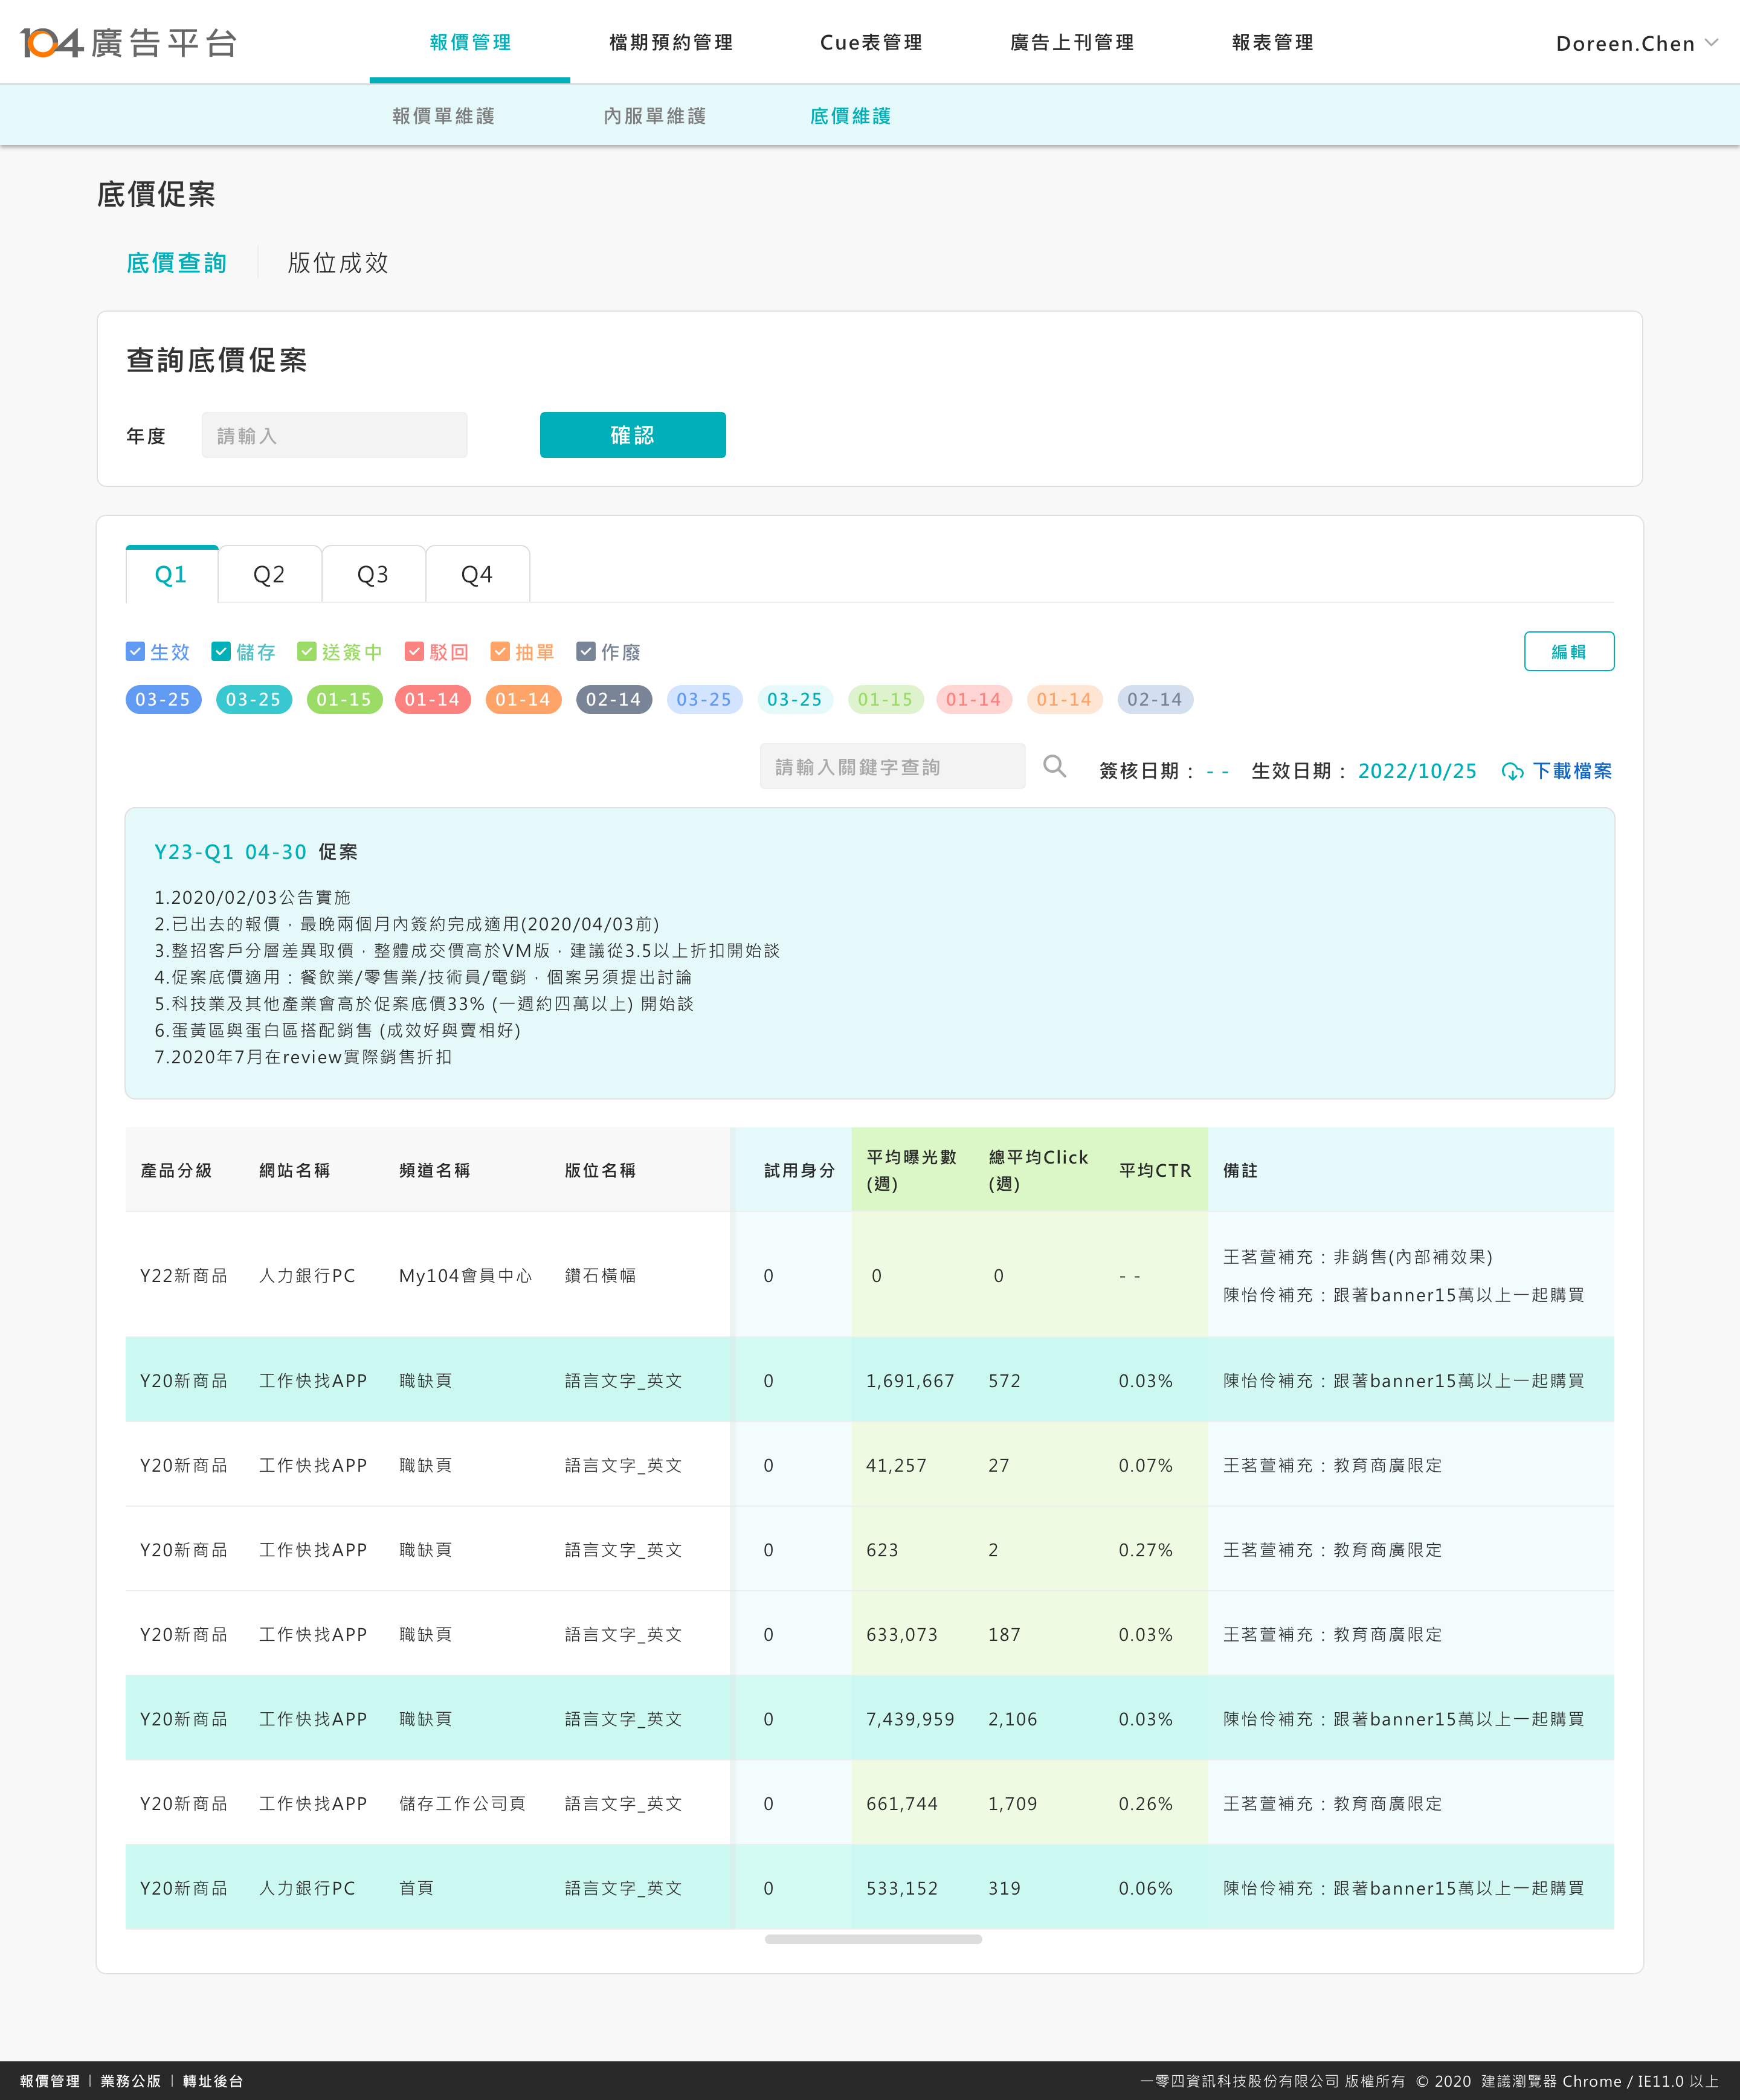 104廣告平台 報價管理 檔期預約管理 Cue表管理 廣告上刊管理 報表管理 Doreen.Chen
報價單維護 內服單維護 底價維護
底價促案
底價查詢 版位成效
查詢底價促案
年度 請輸入 確認
Q1 Q2 Q3 Q4
生效 儲存 送簽中 駁回 抽單 作廢 編輯
03-25 03-25 01-15 01-14 01-14 02-14 03-25 03-25 01-15 01-14 01-14 02-14
請輸入關鍵字查詢 簽核日期：-- 生效日期：2022/10/25 下載檔案
Y23-Q1 04-30 促案
1.2020/02/03公告實施
2.已出去的報價，最晚兩個月內簽約完成適用(2020/04/03前)
3.整招客戶分層差異取價，整體成交價高於VM版，建議從3.5以上折扣開始談
4.促案底價適用：餐飲業/零售業/技術員/電銷，個案另須提出討論
5.科技業及其他產業會高於促案底價33% (一週約四萬以上) 開始談
6.蛋黃區與蛋白區搭配銷售 (成效好與賣相好)
7.2020年7月在review實際銷售折扣
產品分級 網站名稱 頻道名稱 版位名稱 試用身分 平均曝光數(週) 總平均Click(週) 平均CTR 備註
Y22新商品 人力銀行PC My104會員中心 鑽石橫幅 0 0 0 -- 王茗萱補充：非銷售(內部補效果)
陳怡伶補充：跟著banner15萬以上一起購買
Y20新商品 工作快找APP 職缺頁 語言文字_英文 0 1,691,667 572 0.03% 陳怡伶補充：跟著banner15萬以上一起購買
Y20新商品 工作快找APP 職缺頁 語言文字_英文 0 41,257 27 0.07% 王茗萱補充：教育商廣限定
Y20新商品 工作快找APP 職缺頁 語言文字_英文 0 623 2 0.27% 王茗萱補充：教育商廣限定
Y20新商品 工作快找APP 職缺頁 語言文字_英文 0 633,073 187 0.03% 王茗萱補充：教育商廣限定
Y20新商品 工作快找APP 職缺頁 語言文字_英文 0 7,439,959 2,106 0.03% 陳怡伶補充：跟著banner15萬以上一起購買
Y20新商品 工作快找APP 儲存工作公司頁 語言文字_英文 0 661,744 1,709 0.26% 王茗萱補充：教育商廣限定
Y20新商品 人力銀行PC 首頁 語言文字_英文 0 533,152 319 0.06% 陳怡伶補充：跟著banner15萬以上一起購買
報價管理 | 業務公版 | 轉址後台 一零四資訊科技股份有限公司 版權所有 © 2020 建議瀏覽器 Chrome / IE11.0 以上